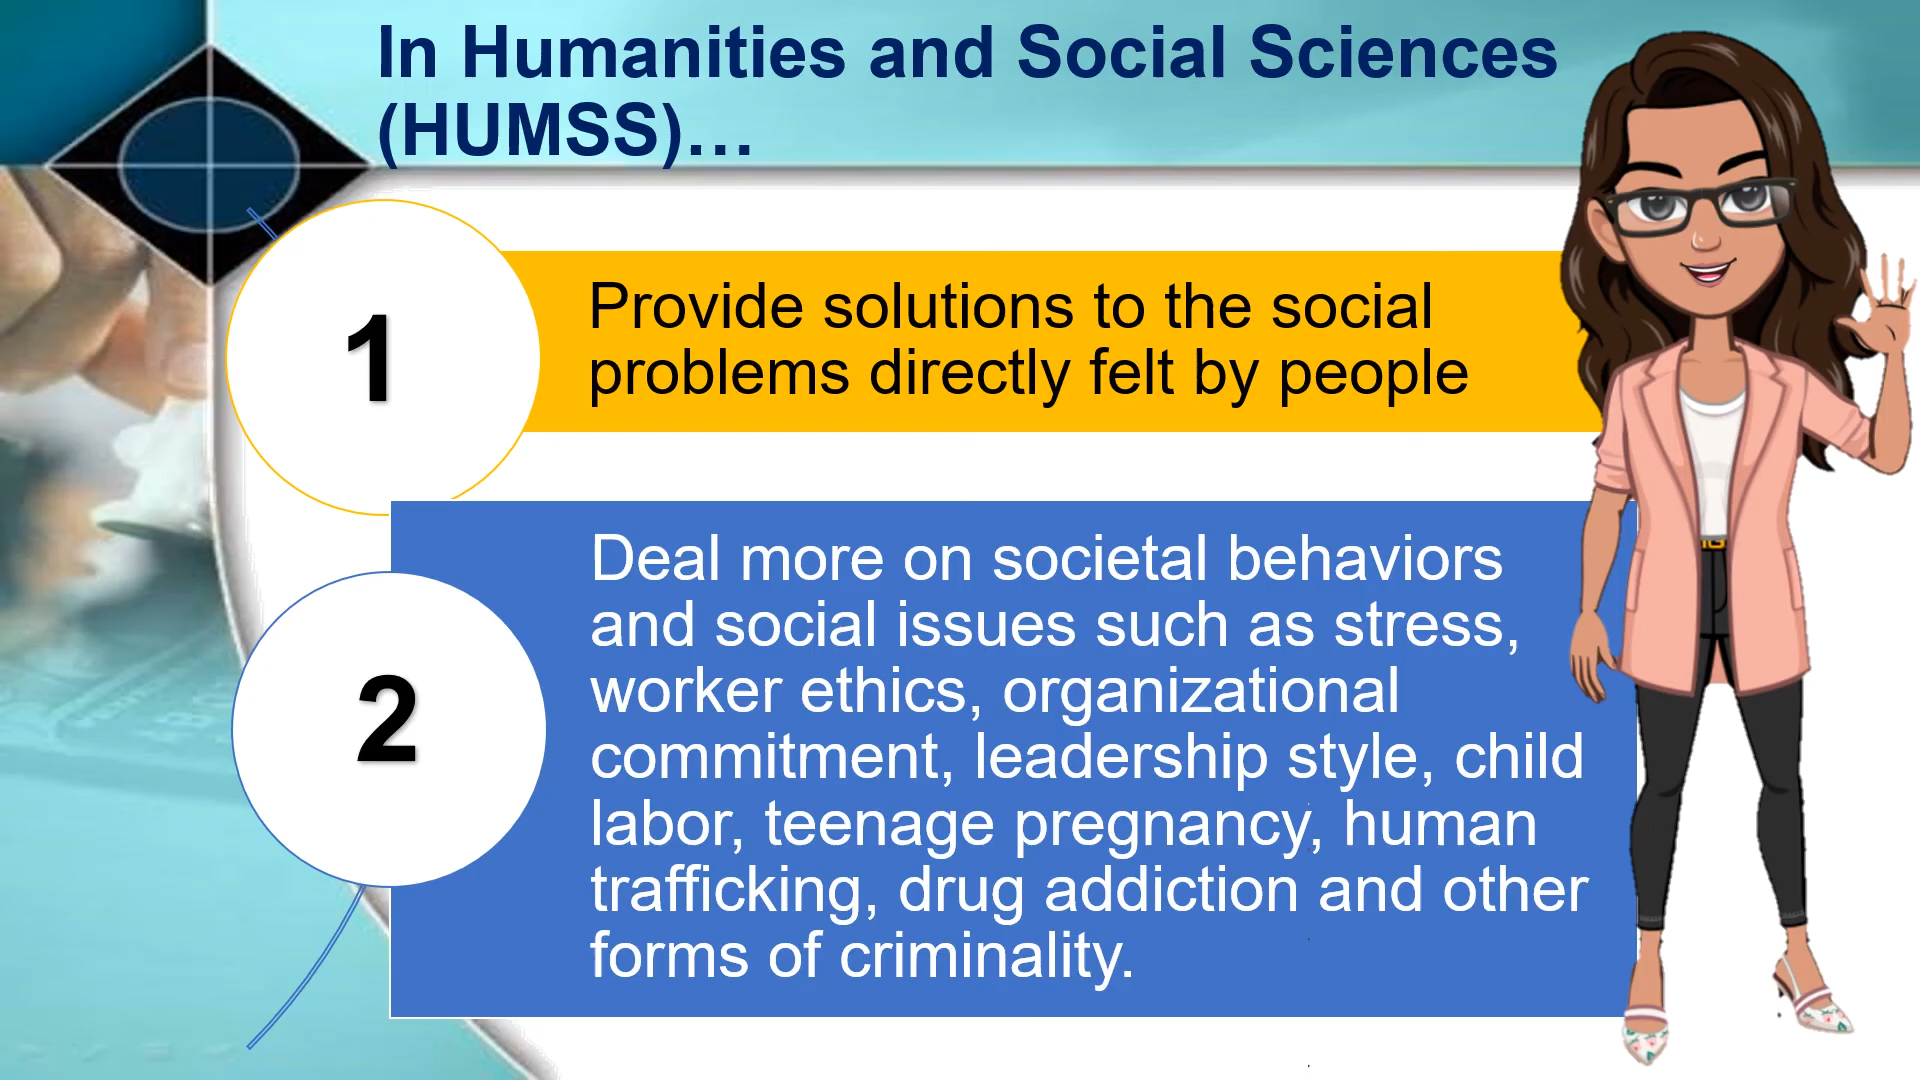 In Humanities and Social Sciences
(HUMSS)...
1
Provide solutions to the social
problems directly felt by people
2
Deal more on societal behaviors
and social issues such as stress,
worker ethics, organizational
commitment, leadership style, child
labor, teenage pregnancy, human
trafficking, drug addiction and other
forms of criminality.